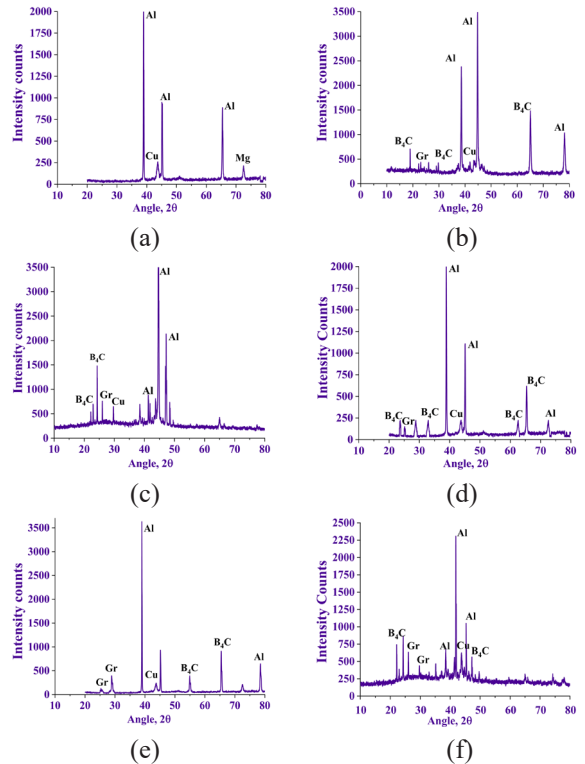 2000
1750
1500
1250
1000
750
500
250
0
Intensity counts
Al
Cu
Al
Al
Mg
10 20 30 40 50 60 70 80
Angle, 2θ
(a)
3500
3000
2500
2000
1500
1000
500
0
Intensity counts
B₄C
Gr
B₄C
Al
Cu
Al
B₄C
Al
0 10 20 30 40 50 60 70 80
Angle, 2θ
(b)
3500
3000
2500
2000
1500
1000
500
0
Intensity counts
B₄C
B₄C
Gr
Cu
Al
Al
Al
10 20 30 40 50 60 70 80
Angle, 2θ
(c)
2000
1750
1500
1250
1000
750
500
250
0
Intensity Counts
B₄C
Gr
B₄C
Al
Cu
Al
B₄C
B₄C
Al
10 20 30 40 50 60 70 80
Angle, 2θ
(d)
3500
3000
2500
2000
1500
1000
500
0
Intensity counts
Gr
Gr
Al
Cu
B₄C
B₄C
Al
10 20 30 40 50 60 70 80
Angle, 2θ
(e)
2500
2250
2000
1750
1500
1250
1000
750
500
250
0
Intensity Counts
B₄C
Gr
Gr
Al
Al
Cu
Al
B₄C
10 20 30 40 50 60 70 80
Angle, 2θ
(f)